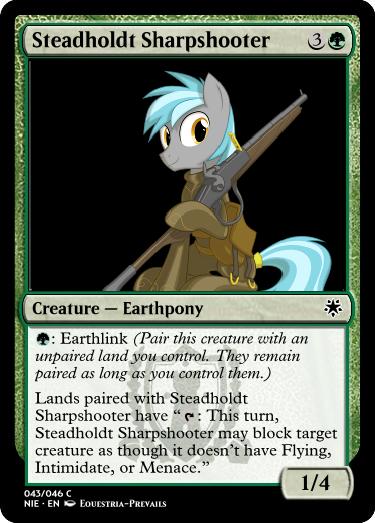 Steadholdt Sharpshooter 3
Creature — Earthpony
: Earthlink (Pair this creature with an
unpaired land you control. They remain
paired as long as you control them.)
Lands paired with Steadholdt
Sharpshooter have “ : This turn,
Steadholdt Sharpshooter may block target
creature as though it doesn't have Flying,
Intimidate, or Menace.”
1/4
043/046 C
NIE • EN Equestria-Prevails